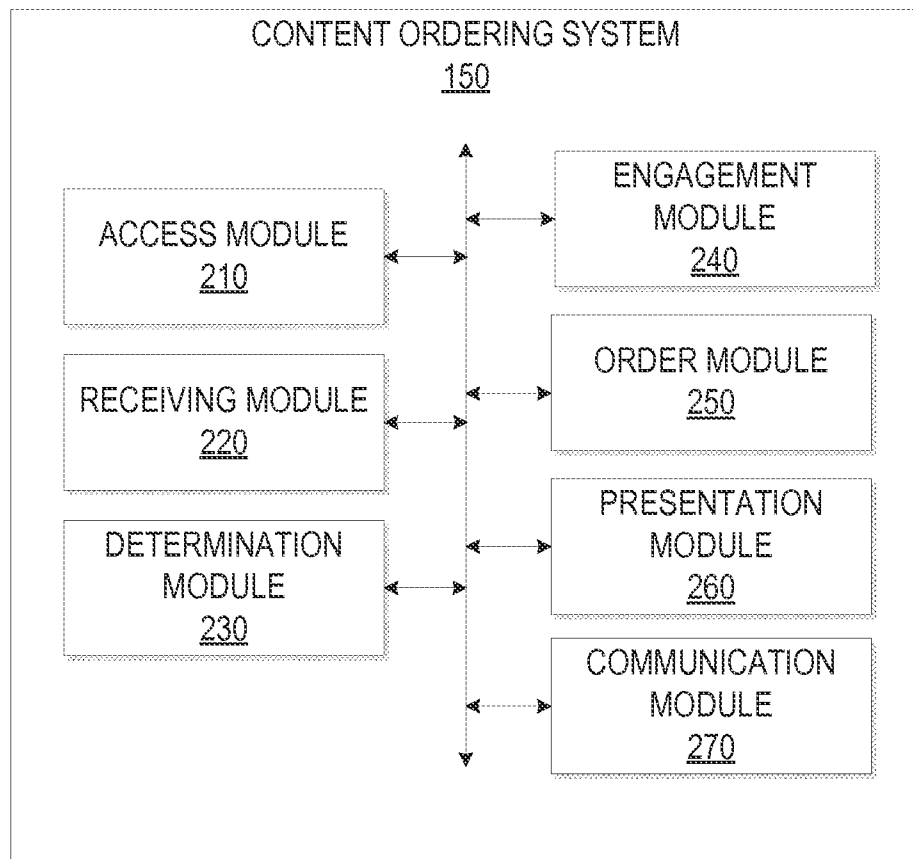 CONTENT ORDERING SYSTEM
150
ACCESS MODULE
210
RECEIVING MODULE
220
DETERMINATION
MODULE
230
ENGAGEMENT
MODULE
240
ORDER MODULE
250
PRESENTATION
MODULE
260
COMMUNICATION
MODULE
270